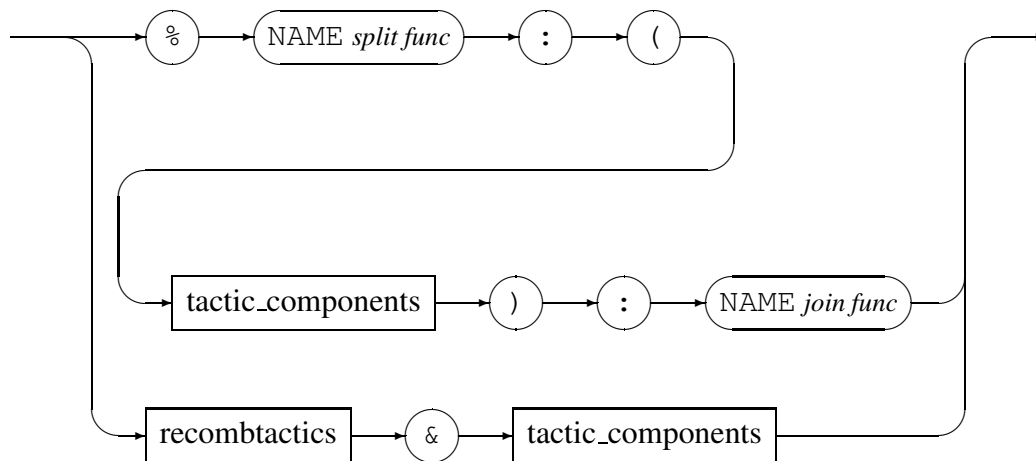 % NAME split func : (
tactic_components ) : NAME join func
recombtactics & tactic_components